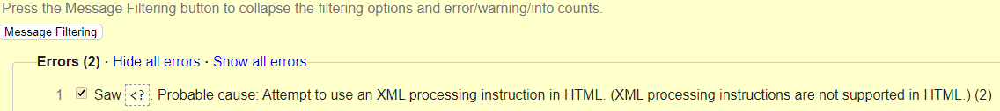 Press the Message Filtering button to collapse the filtering options and error/warning/info counts.
Message Filtering
Errors (2) · Hide all errors · Show all errors
1 Saw <?. Probable cause: Attempt to use an XML processing instruction in HTML. (XML processing instructions are not supported in HTML.) (2)